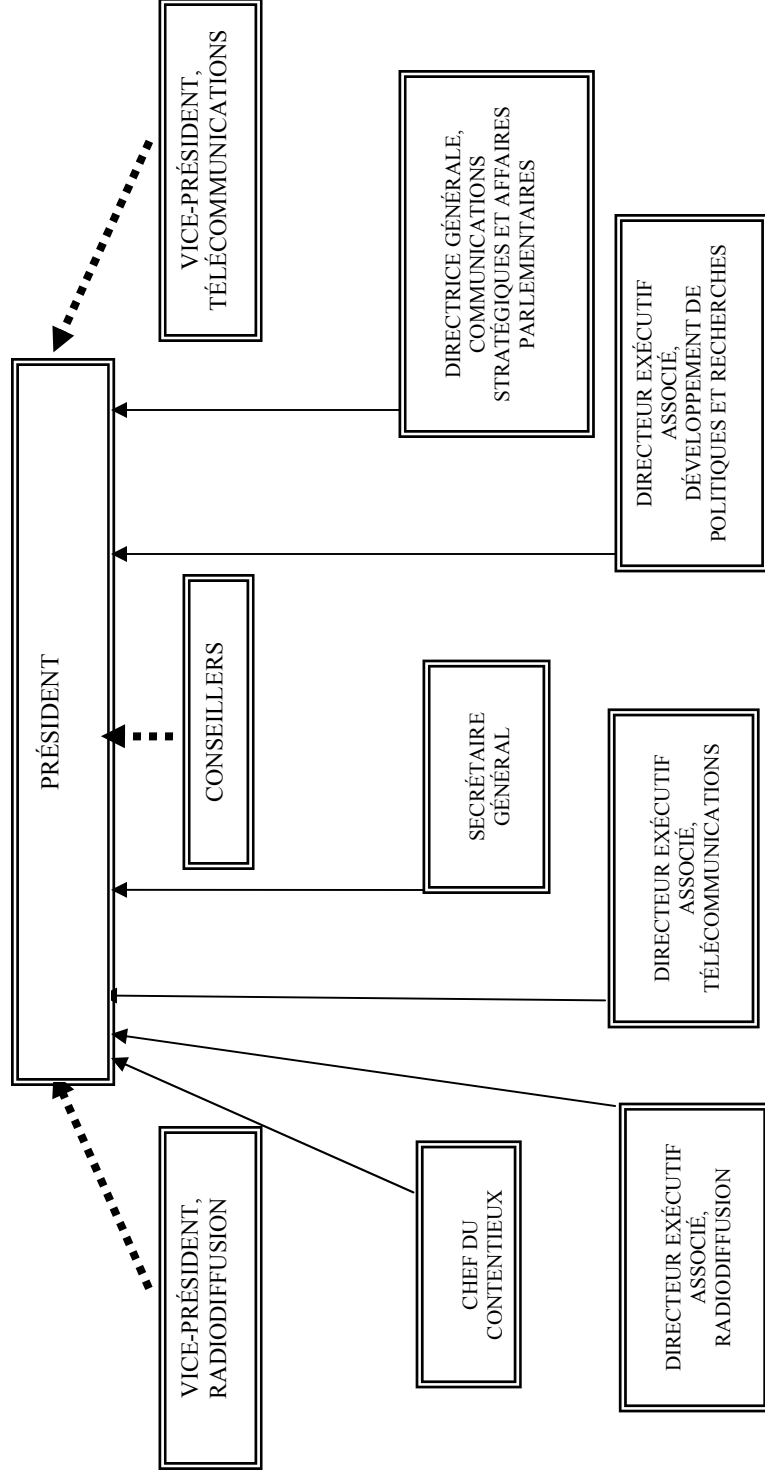 PRÉSIDENT
VICE-PRÉSIDENT,
RADIODIFFUSION
CONSEILLERS
VICE-PRÉSIDENT,
TÉLÉCOMMUNICATIONS
CHEF DU
CONTENTIEUX
SECRÉTAIRE
GÉNÉRAL
DIRECTRICE GÉNÉRALE,
COMMUNICATIONS
STRATÉGIQUES ET AFFAIRES
PARLEMENTAIRES
DIRECTEUR EXÉCUTIF
ASSOCIÉ,
RADIODIFFUSION
DIRECTEUR EXÉCUTIF
ASSOCIÉ,
TÉLÉCOMMUNICATIONS
DIRECTEUR EXÉCUTIF
ASSOCIÉ,
DÉVELOPPEMENT DE
POLITIQUES ET RECHERCHES